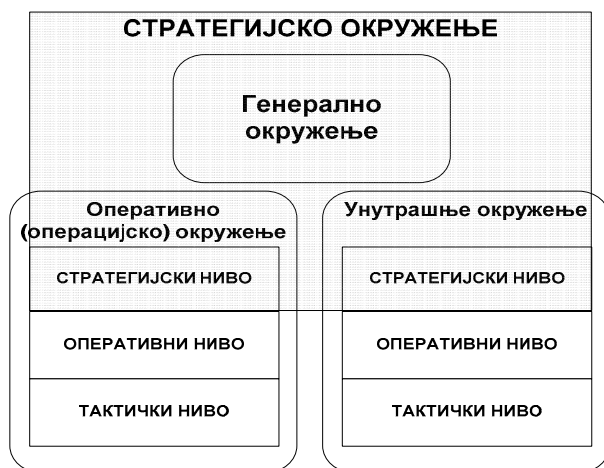 СТРАТЕГИЈСКО ОКРУЖЕЊЕ
Генерално
окружење
Оперативно
(операцијско) окружење
СТРАТЕГИЈСКИ НИВО
ОПЕРАТИВНИ НИВО
ТАКТИЧКИ НИВО
Унутрашње окружење
СТРАТЕГИЈСКИ НИВО
ОПЕРАТИВНИ НИВО
ТАКТИЧКИ НИВО